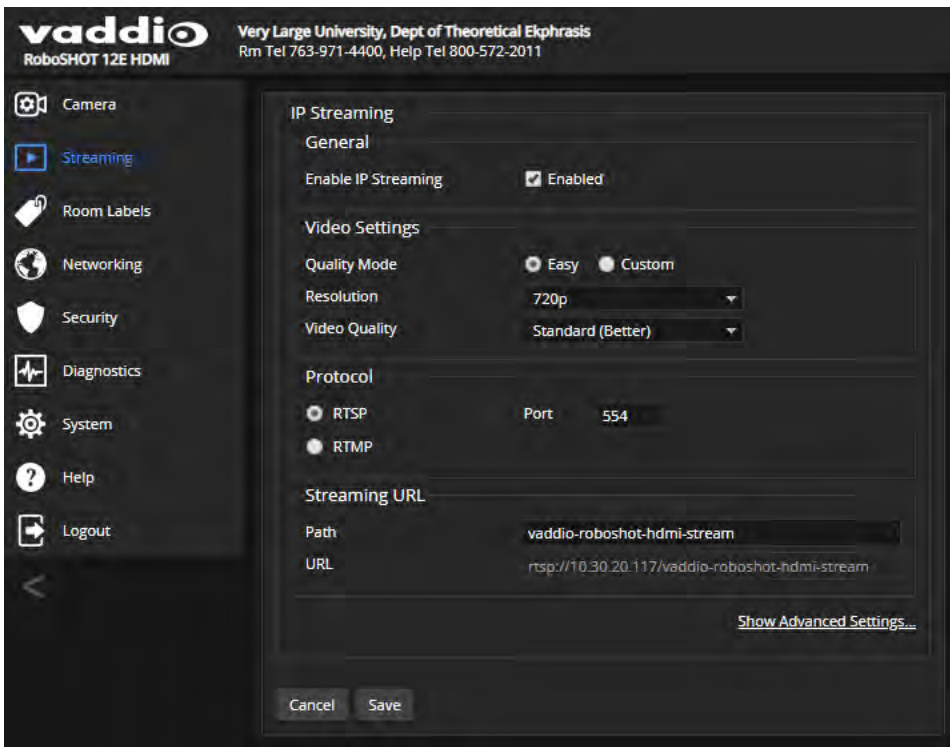 vaddio
RoboSHOT 12E HDMI
Very Large University, Dept of Theoretical Ekphrasis
Rm Tel 763-971-4400, Help Tel 800-572-2011
Camera
Streaming
Room Labels
Networking
Security
Diagnostics
System
Help
Logout
IP Streaming
General
Enable IP Streaming Enabled
Video Settings
Quality Mode Easy Custom
Resolution 720p
Video Quality Standard (Better)
Protocol
RTSP Port 554
RTMP
Streaming URL
Path vaddio-roboshot-hdmi-stream
URL rtsp://10.30.20.117/vaddio-roboshot-hdmi-stream
Show Advanced Settings...
Cancel Save